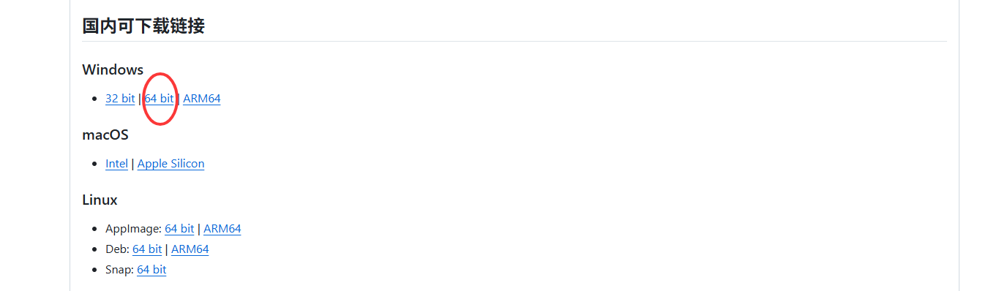 国内可下载链接
Windows
32 bit | 64 bit | ARM64
macOS
Intel | Apple Silicon
Linux
AppImage: 64 bit | ARM64
Deb: 64 bit | ARM64
Snap: 64 bit